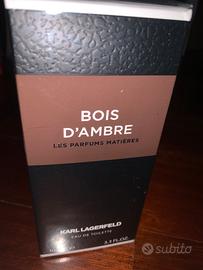 BOIS
D'AMBRE
LES PARFUMS MATIÈRES
KARL LAGERFELD
EAU DE TOILETTE
3.3 FL.OZ
subito